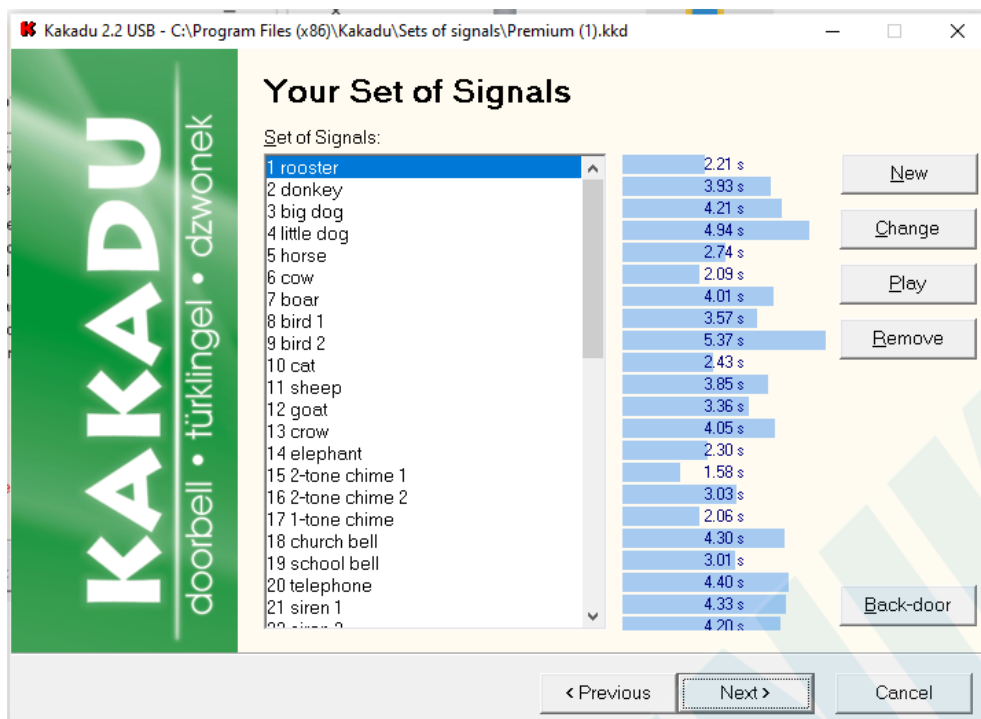 Kakadu 2.2 USB - C:\Program Files (x86)\Kakadu\Sets of signals\Premium (1).kkd
KAKADU
doorbell • türklingel • dzwonek
Your Set of Signals
Set of Signals:
1 rooster 2.21 s
2 donkey 3.93 s
3 big dog 4.21 s
4 little dog 4.94 s
5 horse 2.74 s
6 cow 2.09 s
7 boar 4.01 s
8 bird 1 3.57 s
9 bird 2 5.37 s
10 cat 2.43 s
11 sheep 3.85 s
12 goat 3.36 s
13 crow 4.05 s
14 elephant 2.30 s
15 2-tone chime 1 1.58 s
16 2-tone chime 2 3.03 s
17 1-tone chime 2.06 s
18 church bell 4.30 s
19 school bell 3.01 s
20 telephone 4.40 s
21 siren 1 4.33 s
22 siren 2 4.20 s
New
Change
Play
Remove
Back-door
< Previous
Next >
Cancel